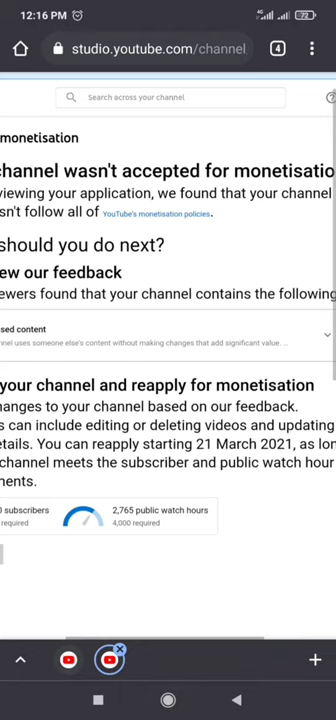 12:16 PM
4G
72
studio.youtube.com/channel
4
Search across your channel
monetisation
channel wasn't accepted for monetisatio
viewing your application, we found that your channel
sn't follow all of YouTube's monetisation policies.
should you do next?
ew our feedback
ewers found that your channel contains the following
sed content
nnel uses someone else's content without making changes that add significant value. ...
your channel and reapply for monetisation
hanges to your channel based on our feedback.
s can include editing or deleting videos and updating
etails. You can reapply starting 21 March 2021, as lon
channel meets the subscriber and public watch hour
ments.
0 subscribers
required
2,765 public watch hours
4,000 required